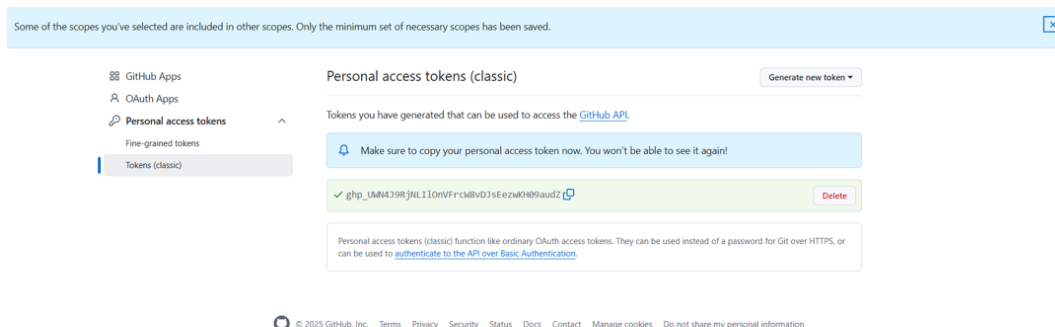 Some of the scopes you've selected are included in other scopes. Only the minimum set of necessary scopes has been saved.
GitHub Apps
OAuth Apps
Personal access tokens
Fine-grained tokens
Tokens (classic)
Personal access tokens (classic)
Generate new token
Tokens you have generated that can be used to access the GitHub API.
Make sure to copy your personal access token now. You won't be able to see it again!
Delete
Personal access tokens (classic) function like ordinary OAuth access tokens. They can be used instead of a password for Git over HTTPS, or
can be used to authenticate to the API over Basic Authentication.
© 2025 GitHub, Inc. Terms Privacy Security Status Docs Contact Manage cookies Do not share my personal information